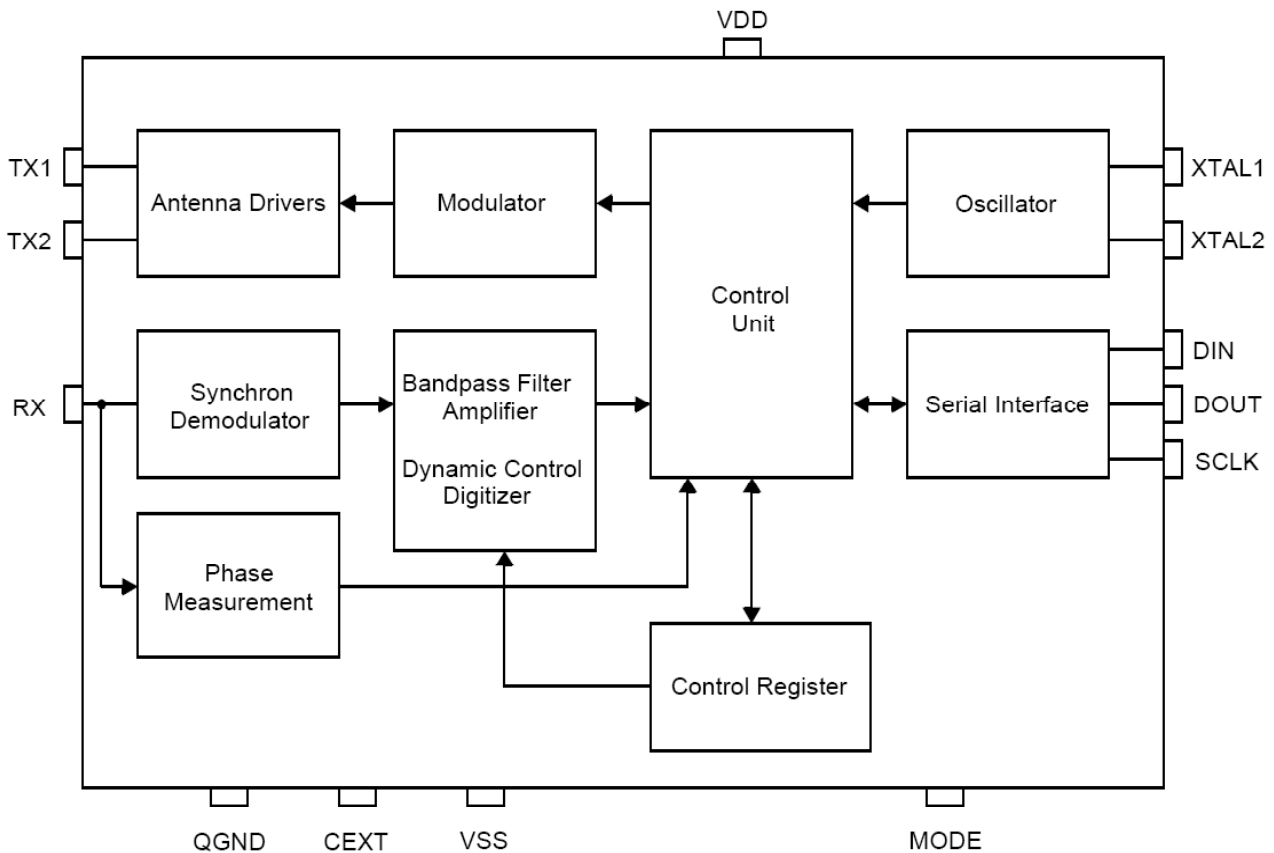 VDD
TX1
Antenna Drivers
Modulator
Oscillator
XTAL1
TX2
XTAL2
Control
Unit
RX
Synchron
Demodulator
Bandpass Filter
Amplifier
Dynamic Control
Digitizer
Serial Interface
DIN
DOUT
SCLK
Phase
Measurement
Control Register
QGND
CEXT
VSS
MODE